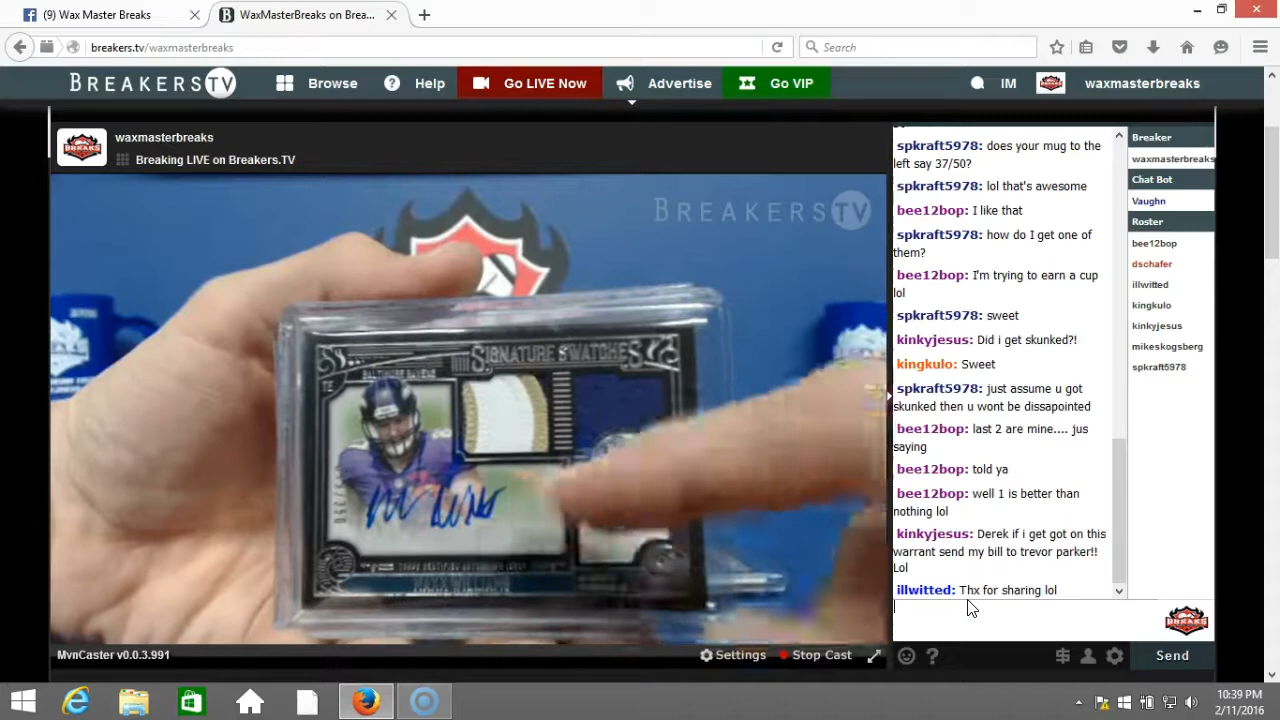 (9) Wax Master Breaks
WaxMasterBreaks on Brea...
breakers.tv/waxmasterbreaks
Search
BREAKERSTV
Browse
Help
Go LIVE Now
Advertise
Go VIP
IM
waxmasterbreaks
waxmasterbreaks
Breaking LIVE on Breakers.TV
BREAKERSTV
SIGNATURE SWATCHES
BALTIMORE RAVENS
TE
spkraft5978: does your mug to the
left say 37/50?
spkraft5978: lol that's awesome
bee12bop: I like that
spkraft5978: how do I get one of
them?
bee12bop: I'm trying to earn a cup
lol
spkraft5978: sweet
kinkyjesus: Did i get skunked?!
kingkulo: Sweet
spkraft5978: just assume u got
skunked then u wont be dissapointed
bee12bop: last 2 are mine.... jus
saying
bee12bop: told ya
bee12bop: well 1 is better than
nothing lol
kinkyjesus: Derek if i get got on this
warrant send my bill to trevor parker!!
Lol
illwitted: Thx for sharing lol
Breaker
waxmasterbreaks
Chat Bot
Vaughn
Roster
bee12bop
dschafer
illwitted
kingkulo
kinkyjesus
mikeskogsberg
spkraft5978
BREAKS
MvnCaster v0.0.3.991
Settings
Stop Cast
Send
10:39 PM
2/11/2016